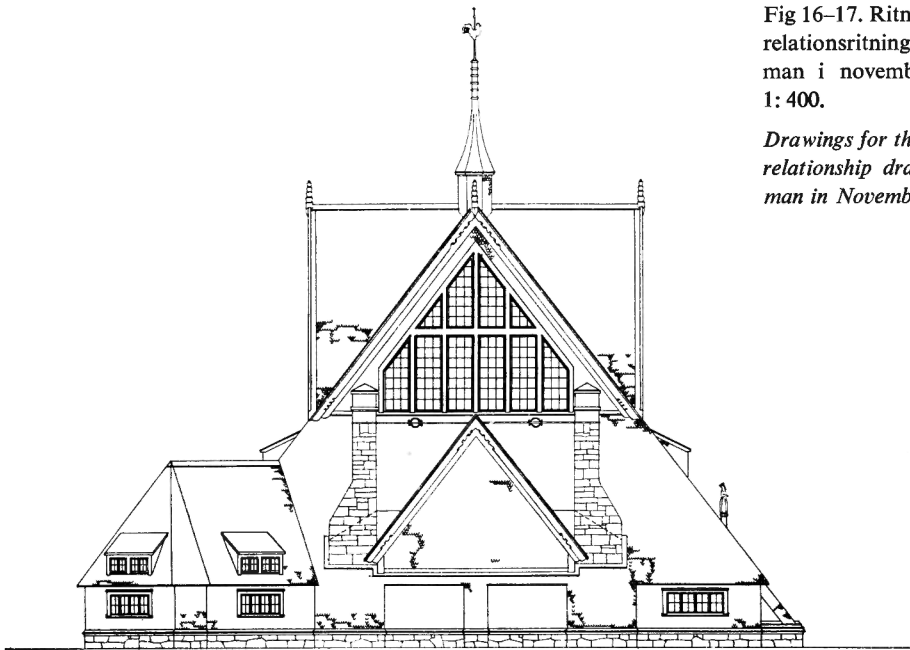 Fig 16–17. Ritn
relationsritning
man i novemb
1: 400.
Drawings for th
relationship dra
man in Novemb